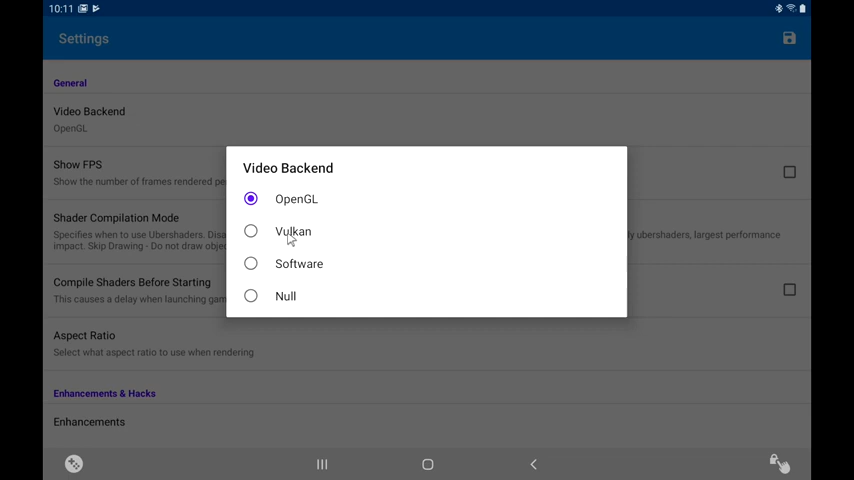 10:11
Settings
General
Video Backend
OpenGL
Show FPS
Show the number of frames rendered pe
Shader Compilation Mode
Specifies when to use Ubershaders. Disa
ly ubershaders, largest performance
impact. Skip Drawing - Do not draw obje
Compile Shaders Before Starting
This causes a delay when launching gam
Aspect Ratio
Select what aspect ratio to use when rendering
Enhancements & Hacks
Enhancements
Video Backend
OpenGL
Vulkan
Software
Null